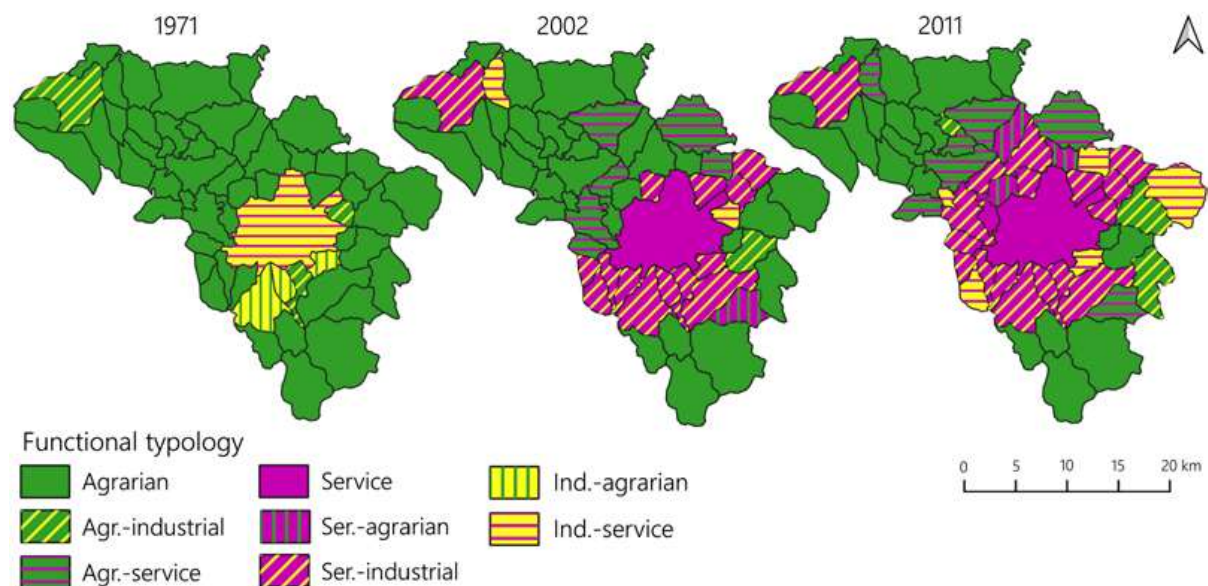 1971 2002 2011
Functional typology
Agrarian Service Ind.-agrarian
Agr.-industrial Ser.-agrarian Ind.-service
Agr.-service Ser.-industrial
0 5 10 15 20 km